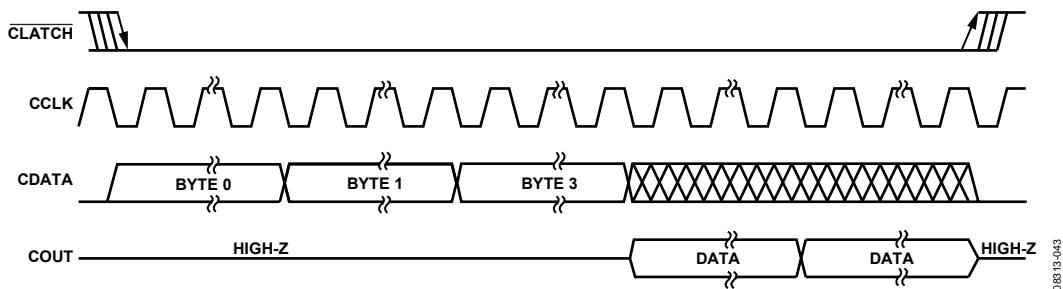 CLATCH
CCLK
CDATA BYTE 0 BYTE 1 BYTE 3
COUT HIGH-Z DATA DATA HIGH-Z
08313-043